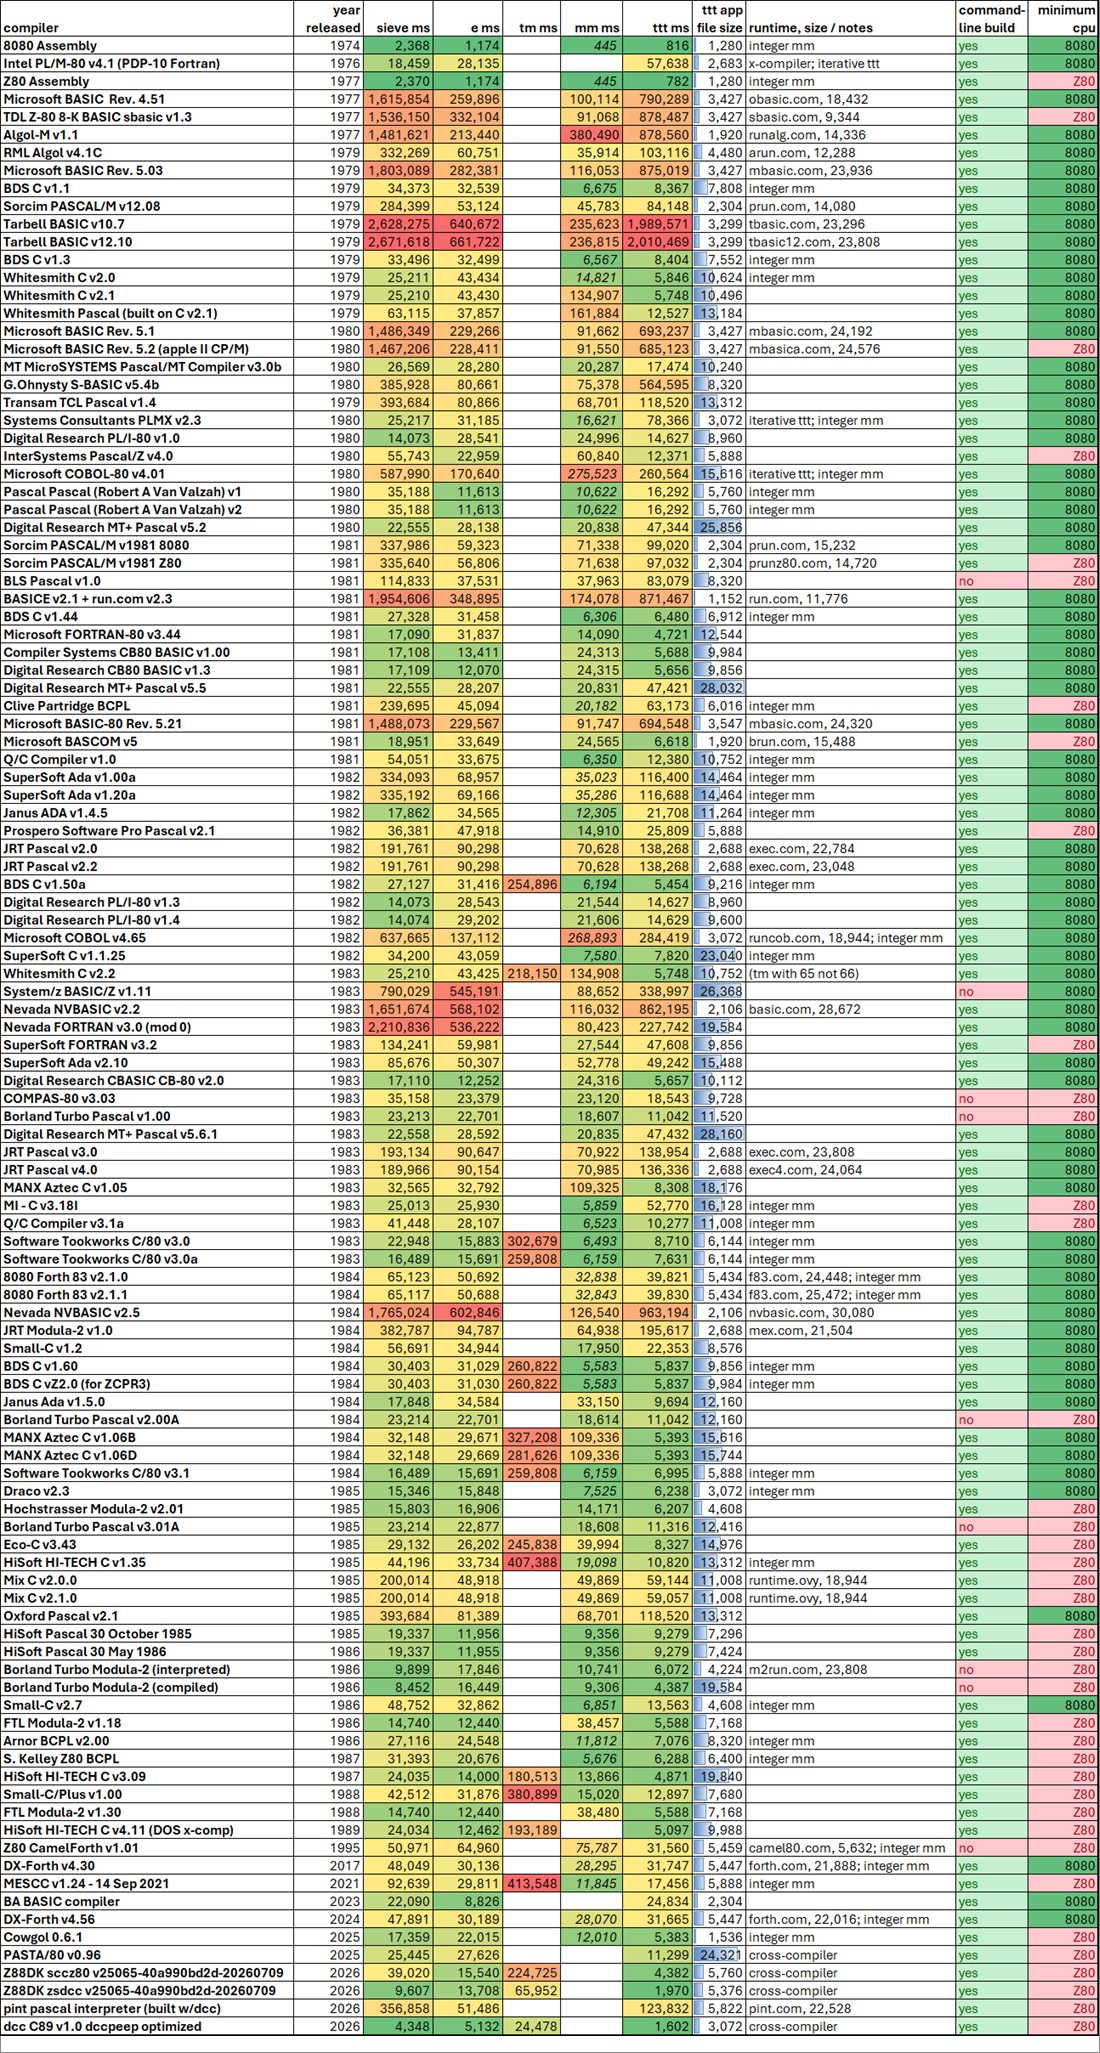 compiler year released sieve ms e ms tm ms mm ms ttt ms ttt app file size runtime, size / notes command-line build minimum cpu
8080 Assembly 1974 2,368 1,174 445 816 1,280 integer mm yes 8080
Intel PL/M-80 v4.1 (PDP-10 Fortran) 1976 18,459 28,135 57,638 2,683 x-compiler; iterative ttt yes 8080
Z80 Assembly 1977 2,370 1,174 445 782 1,280 integer mm yes Z80
Microsoft BASIC Rev. 4.51 1977 1,615,854 259,896 100,114 790,289 3,427 obasic.com, 18,432 yes 8080
TDL Z-80 8-K BASIC sbasic v1.3 1977 1,536,150 332,104 91,068 878,487 3,427 sbasic.com, 9,344 yes Z80
Algol-M v1.1 1977 1,481,621 213,440 380,490 878,560 1,920 runalg.com, 14,336 yes 8080
RML Algol v4.1C 1979 332,269 60,751 35,914 103,116 4,480 arun.com, 12,288 yes 8080
Microsoft BASIC Rev. 5.03 1979 1,803,089 282,381 116,053 875,019 3,427 mbasic.com, 23,936 yes 8080
BDS C v1.1 1979 34,373 32,539 6,675 8,367 7,808 integer mm yes 8080
Sorcim PASCAL/M v12.08 1979 284,399 53,124 45,783 84,148 2,304 prun.com, 14,080 yes 8080
Tarbell BASIC v10.7 1979 2,628,275 640,672 235,623 1,989,571 3,299 tbasic.com, 23,296 yes 8080
Tarbell BASIC v12.10 1979 2,671,618 661,722 236,815 2,010,469 3,299 tbasic12.com, 23,808 yes 8080
BDS C v1.3 1979 33,496 32,499 6,567 8,404 7,552 integer mm yes 8080
Whitesmith C v2.0 1979 25,211 43,434 14,821 5,846 10,624 integer mm yes 8080
Whitesmith C v2.1 1979 25,210 43,430 134,907 5,748 10,496 yes 8080
Whitesmith Pascal (built on C v2.1) 1979 63,115 37,857 161,884 12,527 13,184 yes 8080
Microsoft BASIC Rev. 5.1 1980 1,486,349 229,266 91,662 693,237 3,427 mbasic.com, 24,192 yes 8080
Microsoft BASIC Rev. 5.2 (apple II CP/M) 1980 1,467,206 228,411 91,550 685,123 3,427 mbasica.com, 24,576 yes Z80
MT MicroSYSTEMS Pascal/MT Compiler v3.0b 1980 26,569 28,280 20,287 17,474 10,240 yes 8080
G.Ohnysty S-BASIC v5.4b 1979 385,928 80,661 75,378 564,595 8,320 yes 8080
Transam TCL Pascal v1.4 1979 393,684 80,866 68,701 118,520 13,312 yes 8080
Systems Consultants PLMX v2.3 1980 25,217 31,185 16,621 78,366 3,072 iterative ttt; integer mm yes 8080
Digital Research PL/I-80 v1.0 1980 14,073 28,541 24,996 14,627 8,960 yes 8080
InterSystems Pascal/Z v4.0 1980 55,743 22,959 60,840 12,371 5,888 yes Z80
Microsoft COBOL-80 v4.01 1980 587,990 170,640 275,523 260,564 15,616 iterative ttt; integer mm yes 8080
Pascal Pascal (Robert A Van Valzah) v1 1980 35,188 11,613 10,622 16,292 5,760 integer mm yes 8080
Pascal Pascal (Robert A Van Valzah) v2 1980 35,188 11,613 10,622 16,292 5,760 integer mm yes 8080
Digital Research MT+ Pascal v5.2 1980 22,555 28,138 20,838 47,344 25,856 yes 8080
Sorcim PASCAL/M v1981 8080 1981 337,986 59,323 71,338 99,020 2,304 prun.com, 15,232 yes 8080
Sorcim PASCAL/M v1981 Z80 1981 335,640 56,806 71,638 97,032 2,304 prunz80.com, 14,720 yes Z80
BLS Pascal v1.0 1981 114,833 37,531 37,963 83,079 8,320 no Z80
BASICE v2.1 + run.com v2.3 1981 1,954,606 348,895 174,078 871,467 1,152 run.com, 11,776 yes 8080
BDS C v1.44 1981 27,328 31,458 6,306 6,480 6,912 integer mm yes 8080
Microsoft FORTRAN-80 v3.44 1981 17,090 31,837 14,090 4,721 12,544 yes 8080
Compiler Systems CB80 BASIC v1.00 1981 17,108 13,411 24,313 5,688 9,984 yes 8080
Digital Research CB80 BASIC v1.3 1981 17,109 12,070 24,315 5,656 9,856 yes 8080
Digital Research MT+ Pascal v5.5 1981 22,555 28,207 20,831 47,421 28,032 yes 8080
Clive Partridge BCPL 1981 239,695 45,094 20,182 63,173 6,016 integer mm yes Z80
Microsoft BASIC-80 Rev. 5.21 1981 1,488,073 229,567 91,747 694,548 3,547 mbasic.com, 24,320 yes 8080
Microsoft BASCOM v5 1981 18,951 33,649 24,565 6,618 1,920 brun.com, 15,488 yes Z80
Q/C Compiler v1.0 1981 54,051 33,675 6,350 12,380 10,752 integer mm yes 8080
SuperSoft Ada v1.00a 1982 334,093 68,957 35,023 116,400 14,464 integer mm yes 8080
SuperSoft Ada v1.20a 1982 335,192 69,166 35,286 116,688 14,464 integer mm yes 8080
Janus ADA v1.4.5 1982 17,862 34,565 12,305 21,708 11,264 integer mm yes 8080
Prospero Software Pro Pascal v2.1 1982 36,381 47,918 14,910 25,809 5,888 yes Z80
JRT Pascal v2.0 1982 191,761 90,298 70,628 138,268 2,688 exec.com, 22,784 yes 8080
JRT Pascal v2.2 1982 191,761 90,298 70,628 138,268 2,688 exec.com, 23,048 yes 8080
BDS C v1.50a 1982 27,127 31,416 254,896 6,194 5,454 9,216 integer mm yes 8080
Digital Research PL/I-80 v1.3 1982 14,073 28,543 21,544 14,627 8,960 yes 8080
Digital Research PL/I-80 v1.4 1982 14,074 29,202 21,606 14,629 9,600 yes 8080
Microsoft COBOL v4.65 1982 637,665 137,112 268,893 284,419 3,072 runcob.com, 18,944; integer mm yes 8080
SuperSoft C v1.1.25 1982 34,200 43,059 7,580 7,820 23,040 integer mm yes 8080
Whitesmith C v2.2 1983 25,210 43,425 218,150 134,908 5,748 10,752 (tm with 65 not 66) yes 8080
System/z BASIC/Z v1.11 1983 790,029 545,191 88,652 338,997 26,368 no 8080
Nevada NVBASIC v2.2 1983 1,651,674 568,102 116,032 862,195 2,106 basic.com, 28,672 yes 8080
Nevada FORTRAN v3.0 (mod 0) 1983 2,210,836 536,222 80,423 227,742 19,584 yes 8080
SuperSoft FORTRAN v3.2 1983 134,241 59,981 27,544 47,608 9,856 yes Z80
SuperSoft Ada v2.10 1983 85,676 50,307 52,778 49,242 15,488 yes 8080
Digital Research CBASIC CB-80 v2.0 1983 17,110 12,252 24,316 5,657 10,112 yes 8080
COMPAS-80 v3.03 1983 35,158 23,379 23,120 18,543 9,728 no Z80
Borland Turbo Pascal v1.00 1983 23,213 22,701 18,607 11,042 11,520 no Z80
Digital Research MT+ Pascal v5.6.1 1983 22,558 28,592 20,835 47,432 28,160 yes 8080
JRT Pascal v3.0 1983 193,134 90,647 70,922 138,954 2,688 exec.com, 23,808 yes 8080
JRT Pascal v4.0 1983 189,966 90,154 70,985 136,336 2,688 exec4.com, 24,064 yes 8080
MANX Aztec C v1.05 1983 32,565 32,792 109,325 8,308 18,176 yes 8080
MI - C v3.18I 1983 25,013 25,930 5,859 52,770 16,128 integer mm yes Z80
Q/C Compiler v3.1a 1983 41,448 28,107 6,523 10,277 11,008 integer mm yes Z80
Software Tookworks C/80 v3.0 1983 22,948 15,883 302,679 6,493 8,710 6,144 integer mm yes 8080
Software Tookworks C/80 v3.0a 1983 16,489 15,691 259,808 6,159 7,631 6,144 integer mm yes 8080
8080 Forth 83 v2.1.0 1984 65,123 50,692 32,838 39,821 5,434 f83.com, 24,448; integer mm yes 8080
8080 Forth 83 v2.1.1 1984 65,117 50,688 32,843 39,830 5,434 f83.com, 25,472; integer mm yes 8080
Nevada NVBASIC v2.5 1984 1,765,024 602,846 126,540 963,194 2,106 nvbasic.com, 30,080 yes 8080
JRT Modula-2 v1.0 1984 382,787 94,787 64,938 195,617 2,688 mex.com, 21,504 yes 8080
Small-C v1.2 1984 56,691 34,944 17,950 22,353 8,576 yes 8080
BDS C v1.60 1984 30,403 31,029 260,822 5,583 5,837 9,856 integer mm yes 8080
BDS C vZ2.0 (for ZCPR3) 1984 30,403 31,030 260,822 5,583 5,837 9,984 integer mm yes 8080
Janus Ada v1.5.0 1984 17,848 34,584 33,150 9,694 12,160 yes 8080
Borland Turbo Pascal v2.00A 1984 23,214 22,701 18,614 11,042 12,160 no Z80
MANX Aztec C v1.06B 1984 32,148 29,671 327,208 109,336 5,393 15,616 yes 8080
MANX Aztec C v1.06D 1984 32,148 29,669 281,626 109,336 5,393 15,744 yes 8080
Software Tookworks C/80 v3.1 1984 16,489 15,691 259,808 6,159 6,995 5,888 integer mm yes 8080
Draco v2.3 1985 15,346 15,848 7,525 6,238 3,072 integer mm yes 8080
Hochstrasser Modula-2 v2.01 1985 15,803 16,906 14,171 6,207 4,608 yes Z80
Borland Turbo Pascal v3.01A 1985 23,214 22,877 18,608 11,316 12,416 no Z80
Eco-C v3.43 1985 29,132 26,202 245,838 39,994 8,327 14,976 yes Z80
HiSoft HI-TECH C v1.35 1985 44,196 33,734 407,388 19,098 10,820 13,312 integer mm yes Z80
Mix C v2.0.0 1985 200,014 48,918 49,869 59,144 11,008 runtime.ovy, 18,944 yes Z80
Mix C v2.1.0 1985 200,014 48,918 49,869 59,057 11,008 runtime.ovy, 18,944 yes Z80
Oxford Pascal v2.1 1985 393,684 81,389 68,701 118,520 13,312 yes 8080
HiSoft Pascal 30 October 1985 1985 19,337 11,956 9,356 9,279 7,296 yes Z80
HiSoft Pascal 30 May 1986 1986 19,337 11,955 9,356 9,279 7,424 yes Z80
Borland Turbo Modula-2 (interpreted) 1986 9,899 17,846 10,741 6,072 4,224 m2run.com, 23,808 no Z80
Borland Turbo Modula-2 (compiled) 1986 8,452 16,449 9,306 4,387 19,584 no Z80
Small-C v2.7 1986 48,752 32,862 6,851 13,563 4,608 integer mm yes 8080
FTL Modula-2 v1.18 1986 14,740 12,440 38,457 5,588 7,168 yes Z80
Arnor BCPL v2.00 1986 27,116 24,548 11,812 7,076 8,320 integer mm yes Z80
S. Kelley Z80 BCPL 1987 31,393 20,676 5,676 6,288 6,400 integer mm yes Z80
HiSoft HI-TECH C v3.09 1987 24,035 14,000 180,513 13,866 4,871 19,840 yes Z80
Small-C/Plus v1.00 1988 42,512 31,876 380,899 15,020 12,897 7,680 yes Z80
FTL Modula-2 v1.30 1988 14,740 12,440 38,480 5,588 7,168 yes Z80
HiSoft HI-TECH C v4.11 (DOS x-comp) 1989 24,034 12,462 193,189 5,097 9,988 yes Z80
Z80 CamelForth v1.01 1995 50,971 64,960 75,787 31,560 5,459 camel80.com, 5,632; integer mm no Z80
DX-Forth v4.30 2017 48,049 30,136 28,295 31,747 5,447 forth.com, 21,888; integer mm yes 8080
MESCC v1.24 - 14 Sep 2021 2021 92,639 29,811 413,548 11,845 17,456 5,888 integer mm yes Z80
BA BASIC compiler 2023 22,090 8,826 24,834 2,304 yes 8080
DX-Forth v4.56 2024 47,891 30,189 28,070 31,665 5,447 forth.com, 22,016; integer mm yes 8080
Cowgol 0.6.1 2025 17,359 22,015 12,010 5,383 1,536 integer mm yes Z80
PASTA/80 v0.96 2025 25,445 27,626 11,299 24,321 cross-compiler yes Z80
Z88DK sccz80 v25065-40a990bd2d-20260709 2026 39,020 15,540 224,725 4,382 5,760 cross-compiler yes Z80
Z88DK zsdcc v25065-40a990bd2d-20260709 2026 9,607 13,708 65,952 1,970 5,376 cross-compiler yes Z80
pint pascal interpreter (built w/dcc) 2026 356,858 51,486 123,832 5,822 pint.com, 22,528 yes Z80
dcc C89 v1.0 dccpeep optimized 2026 4,348 5,132 24,478 1,602 3,072 cross-compiler yes Z80